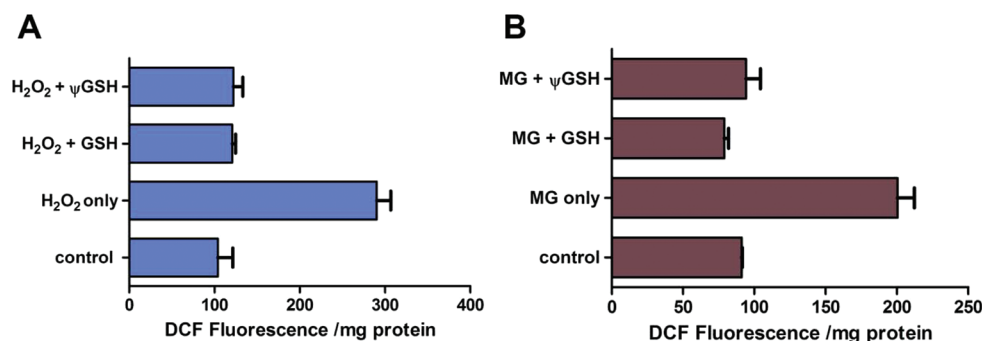 A
H₂O₂ + ψGSH
H₂O₂ + GSH
H₂O₂ only
control
0 100 200 300 400
DCF Fluorescence /mg protein
B
MG + ψGSH
MG + GSH
MG only
control
0 50 100 150 200 250
DCF Fluorescence /mg protein